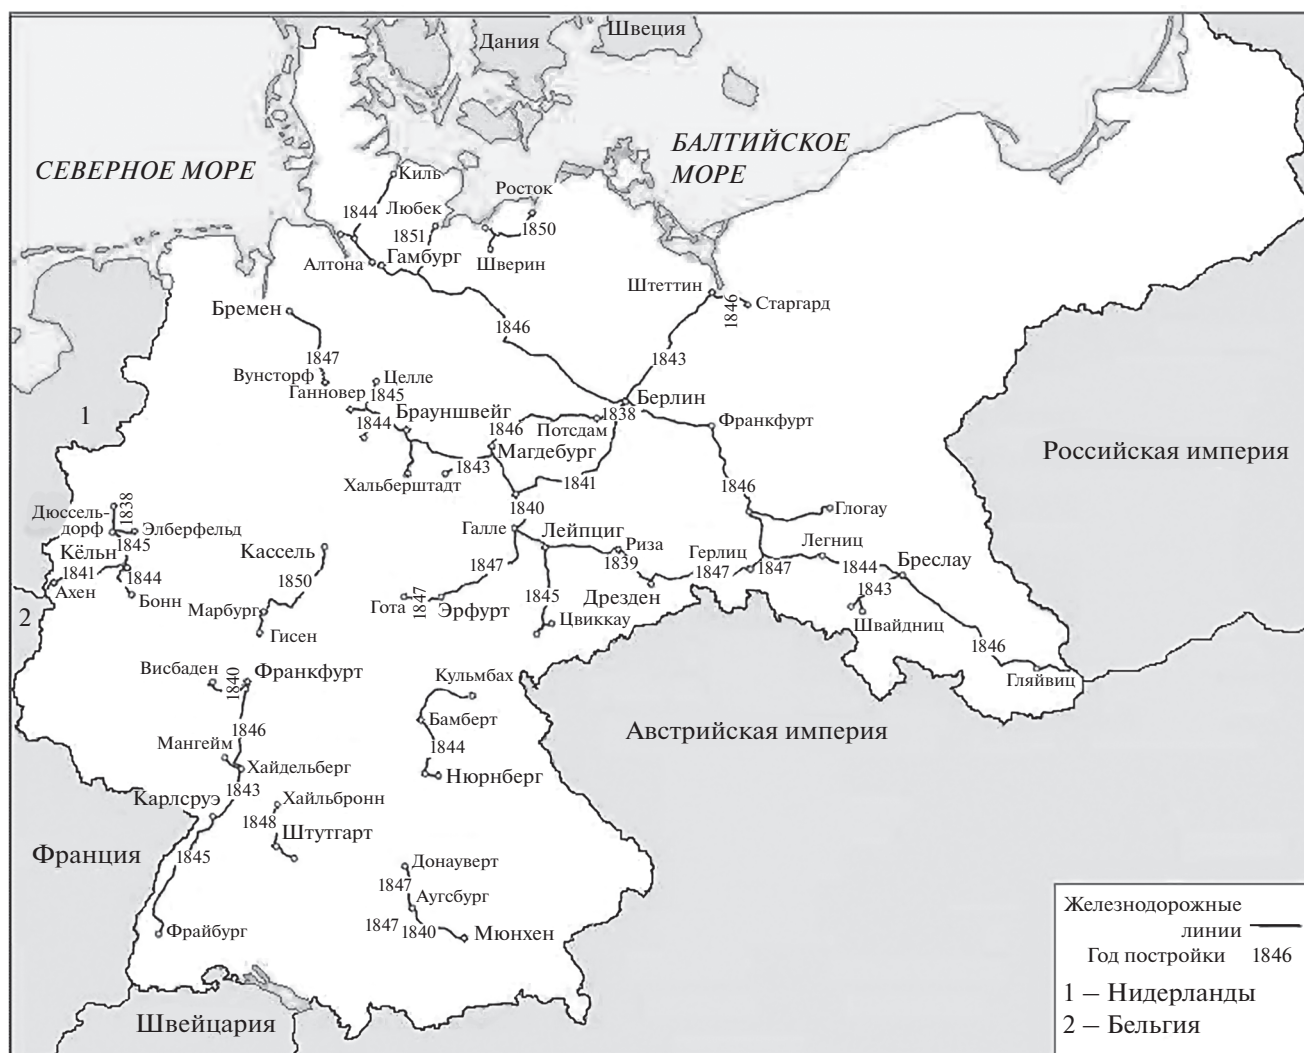 Дания
Швеция
СЕВЕРНОЕ МОРЕ
БАЛТИЙСКОЕ
МОРЕ
Киль
Росток
1844
Любек
1851
1850
Гамбург
Шверин
Алтона
Штеттин
Старгард
1846
Бремен
1846
1847
1843
Вунсторф
Целле
Ганновер
1845
Берлин
1
1844
Брауншвейг
1838
Франкфурт
1846
Потсдам
Магдебург
Российская империя
Хальберштадт
1843
1841
1846
1840
Глогау
Дюссель-
дорф
1838
Элберфельд
Галле
Лейпциг
1845
Кёльн
Кассель
Риза
1839
Герлиц
Легниц
Бреслау
1841
1844
1850
1847
1847
1847
1844
1843
Ахен
Бонн
Марбург
Гота
1847
Эрфурт
1845
Дрезден
2
Гисен
Цвиккау
Швайдниц
1846
Висбаден
1840
Франкфурт
Кульмбах
Гляйвиц
1846
Бамберт
Австрийская империя
Мангейм
1844
Хайдельберг
Нюрнберг
1843
Карлсруэ
Хайльбронн
1848
Штутгарт
Франция
1845
Донауверт
1847
Аугсбург
1847
1840
Мюнхен
Фрайбург
Швейцария
Железнодорожные
линии
Год постройки 1846
1 – Нидерланды
2 – Бельгия